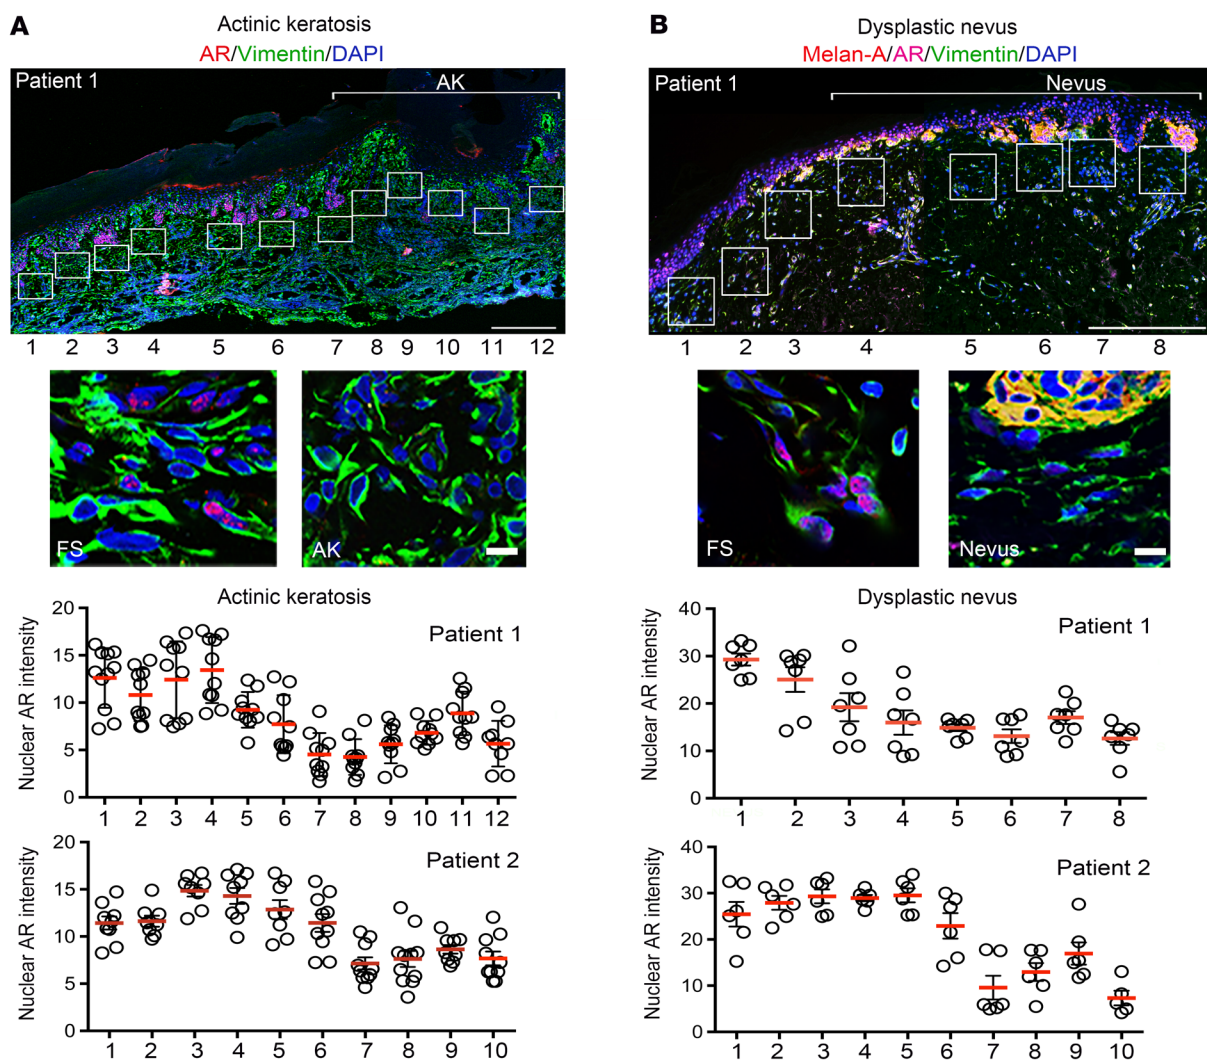 A
Actinic keratosis
AR/Vimentin/DAPI
Patient 1
AK
1 2 3 4 5 6 7 8 9 10 11 12
FS
AK
Actinic keratosis
Nuclear AR intensity
Patient 1
20
15
10
5
0
1 2 3 4 5 6 7 8 9 10 11 12
Nuclear AR intensity
Patient 2
20
15
10
5
0
1 2 3 4 5 6 7 8 9 10
B
Dysplastic nevus
Melan-A/AR/Vimentin/DAPI
Patient 1
Nevus
1 2 3 4 5 6 7 8
FS
Nevus
Dysplastic nevus
Nuclear AR intensity
Patient 1
40
30
20
10
0
1 2 3 4 5 6 7 8
Nuclear AR intensity
Patient 2
40
30
20
10
0
1 2 3 4 5 6 7 8 9 10